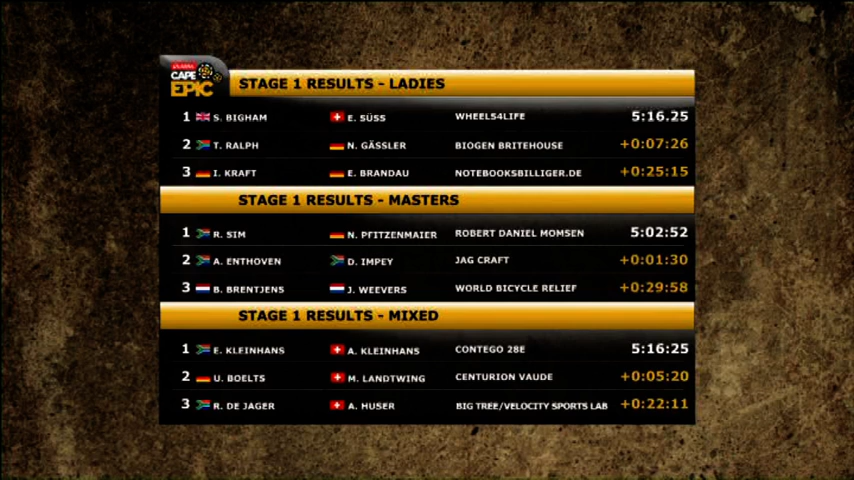 ABSA
CAPE
EPIC
STAGE 1 RESULTS - LADIES
1 S. BIGHAM E. SÜSS WHEELS4LIFE 5:16.25
2 T. RALPH N. GÄSSLER BIOGEN BRITEHOUSE +0:07:26
3 I. KRAFT E. BRANDAU NOTEBOOKSBILLIGER.DE +0:25:15
STAGE 1 RESULTS - MASTERS
1 R. SIM N. PFITZENMAIER ROBERT DANIEL MOMSEN 5:02:52
2 A. ENTHOVEN D. IMPEY JAG CRAFT +0:01:30
3 B. BRENTJENS J. WEEVERS WORLD BICYCLE RELIEF +0:29:58
STAGE 1 RESULTS - MIXED
1 E. KLEINHANS A. KLEINHANS CONTEGO 28E 5:16:25
2 U. BOELTS M. LANDTWING CENTURION VAUDE +0:05:20
3 R. DE JAGER A. HUSER BIG TREE/VELOCITY SPORTS LAB +0:22:11